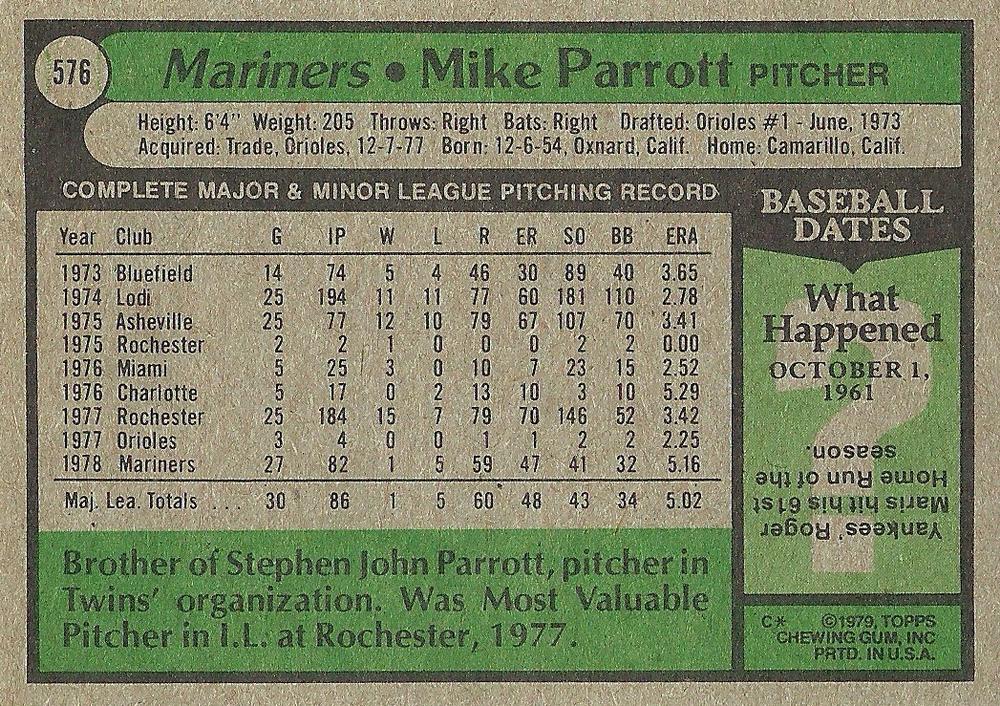 576
Mariners • Mike Parrott PITCHER
Height: 6'4" Weight: 205 Throws: Right Bats: Right Drafted: Orioles #1 - June, 1973
Acquired: Trade, Orioles, 12-7-77 Born: 12-6-54, Oxnard, Calif. Home: Camarillo, Calif.
COMPLETE MAJOR & MINOR LEAGUE PITCHING RECORD
Year Club G IP W L R ER SO BB ERA
1973 Bluefield 14 74 5 4 46 30 89 40 3.65
1974 Lodi 25 194 11 11 77 60 181 110 2.78
1975 Asheville 25 77 12 10 79 67 107 70 3.41
1975 Rochester 2 2 1 0 0 0 2 2 0.00
1976 Miami 5 25 3 0 10 7 23 15 2.52
1976 Charlotte 5 17 0 2 13 10 3 10 5.29
1977 Rochester 25 184 15 7 79 70 146 52 3.42
1977 Orioles 3 4 0 0 1 1 2 2 2.25
1978 Mariners 27 82 1 5 59 47 41 32 5.16
Maj. Lea. Totals .... 30 86 1 5 60 48 43 34 5.02
Brother of Stephen John Parrott, pitcher in
Twins' organization. Was Most Valuable
Pitcher in I.L. at Rochester, 1977.
BASEBALL
DATES
What
Happened
OCTOBER 1,
1961
Yankees' Roger
Maris hit his 61st
Home Run of the
season.
C* ©1979, TOPPS
CHEWING GUM, INC
PRTD. IN U.S.A.